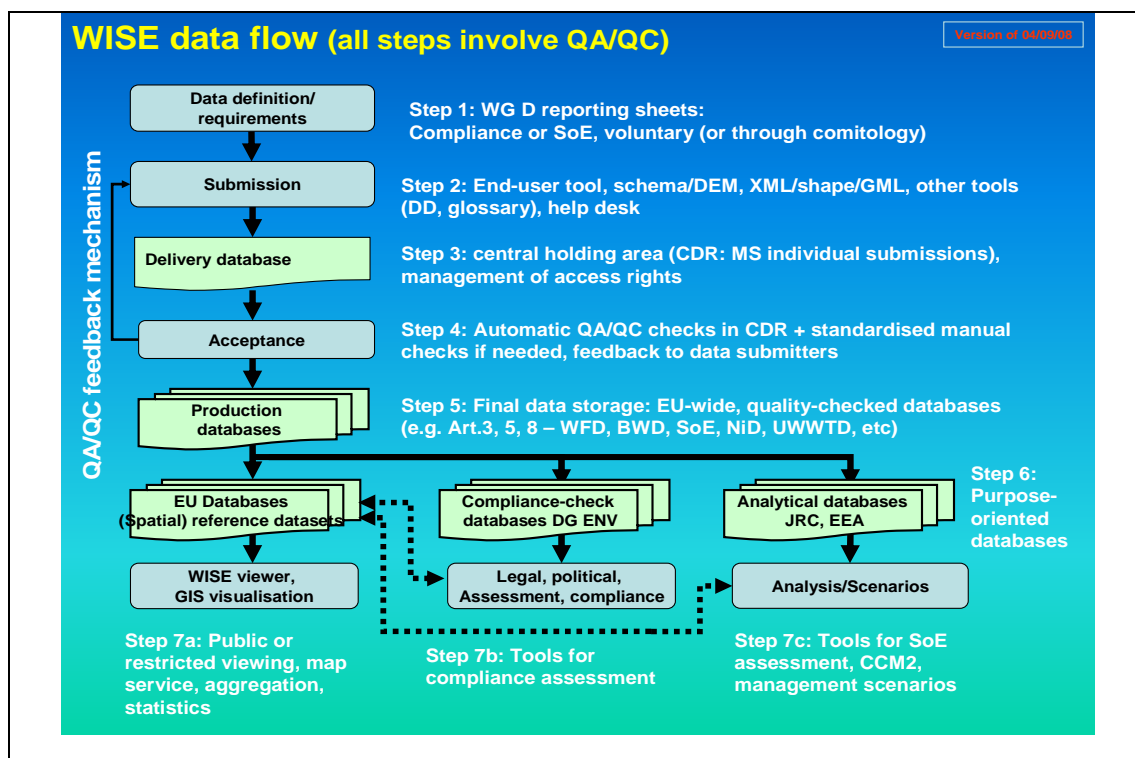 WISE data flow (all steps involve QA/QC)
Version of 04/09/08
Data definition/
requirements
Step 1: WG D reporting sheets:
Compliance or SoE, voluntary (or through comitology)
QA/QC feedback mechanism
Submission
Step 2: End-user tool, schema/DEM, XML/shape/GML, other tools
(DD, glossary), help desk
Delivery database
Step 3: central holding area (CDR: MS individual submissions),
management of access rights
Acceptance
Step 4: Automatic QA/QC checks in CDR + standardised manual
checks if needed, feedback to data submitters
Production
databases
Step 5: Final data storage: EU-wide, quality-checked databases
(e.g. Art.3, 5, 8 – WFD, BWD, SoE, NiD, UWWTD, etc)
EU Databases
(Spatial) reference datasets
Compliance-check
databases DG ENV
Analytical databases
JRC, EEA
Step 6:
Purpose-
oriented
databases
WISE viewer,
GIS visualisation
Legal, political,
Assessment, compliance
Analysis/Scenarios
Step 7a: Public or
restricted viewing, map
service, aggregation,
statistics
Step 7b: Tools for
compliance assessment
Step 7c: Tools for SoE
assessment, CCM2,
management scenarios